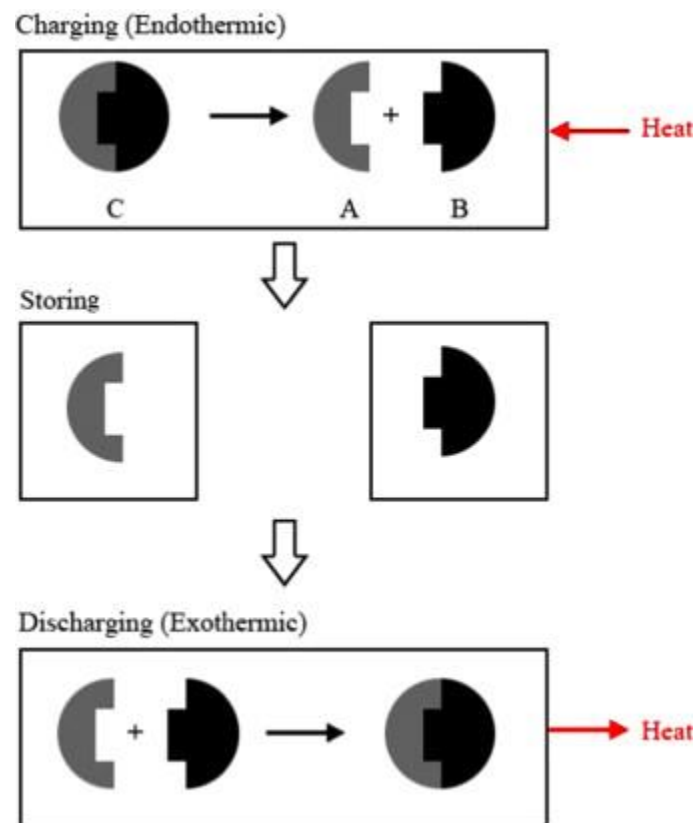 Charging (Endothermic)
+
Heat
C
A
B
Storing
Discharging (Exothermic)
+
Heat